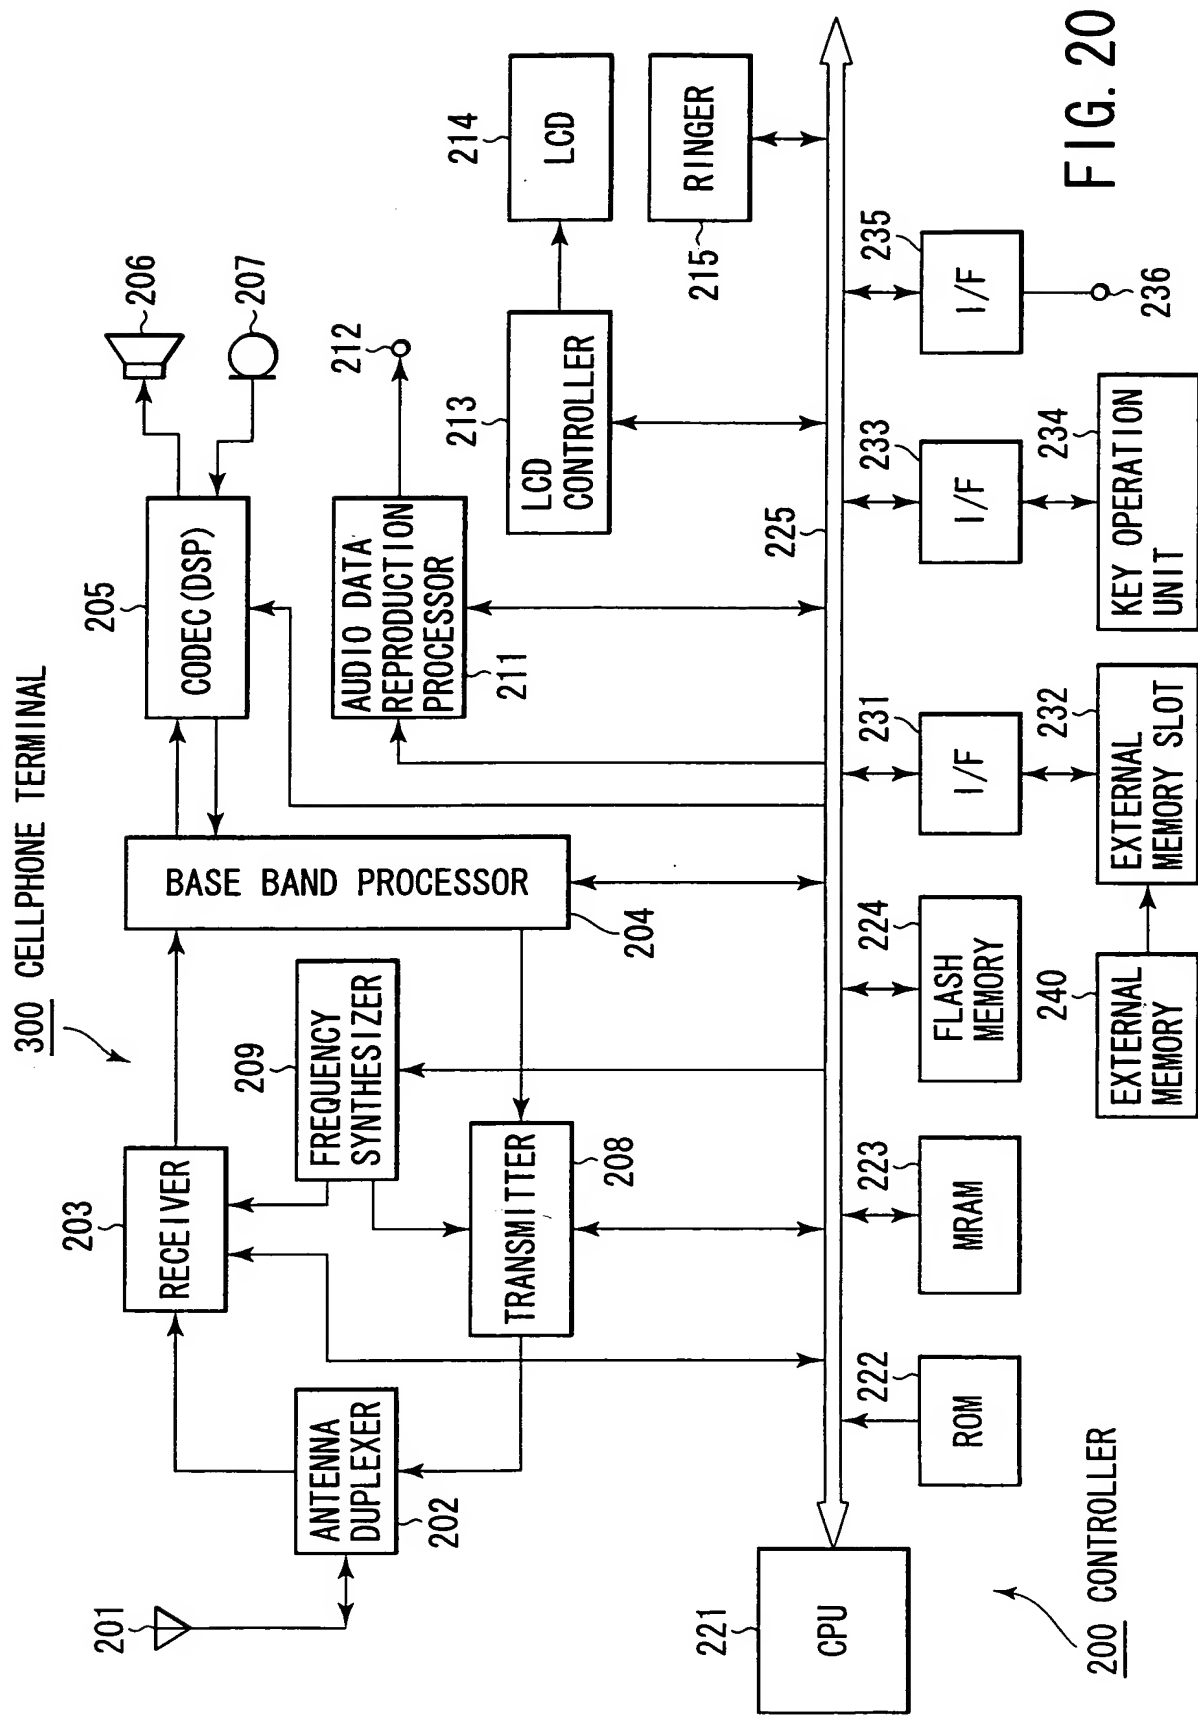 300 CELLPHONE TERMINAL
201
ANTENNA
DUPLEXER
202
203
RECEIVER
209
FREQUENCY
SYNTHESIZER
TRANSMITTER
208
BASE BAND PROCESSOR
204
205
CODEC(DSP)
206
207
AUDIO DATA
REPRODUCTION
PROCESSOR
211
212
213
LCD
CONTROLLER
214
LCD
RINGER
215
221
CPU
225
222
ROM
223
MRAM
224
FLASH
MEMORY
231
I/F
233
I/F
235
I/F
236
240
EXTERNAL
MEMORY
232
EXTERNAL
MEMORY SLOT
234
KEY OPERATION
UNIT
200 CONTROLLER
FIG. 20